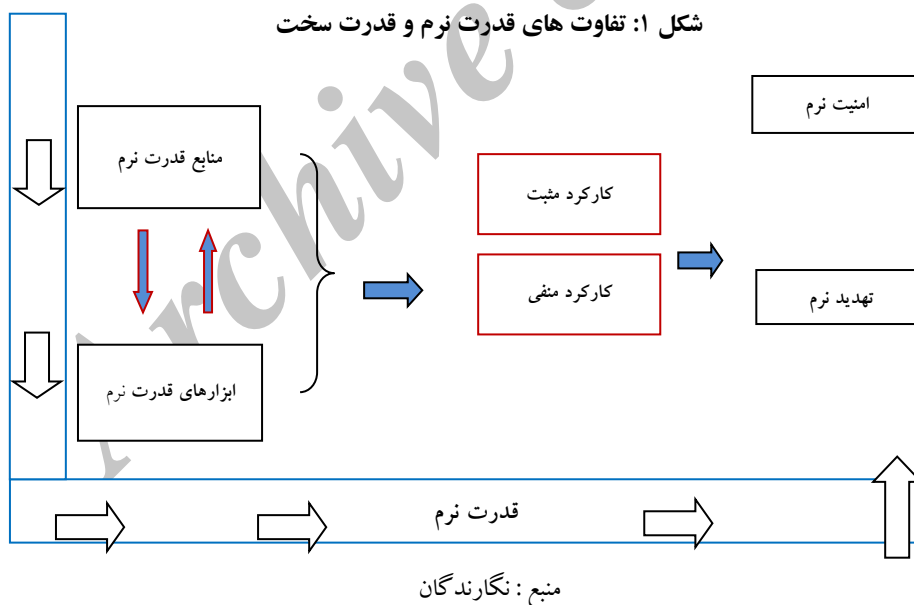 شکل ۱: تفاوت های قدرت نرم و قدرت سخت
امنیت نرم
منابع قدرت نرم
کارکرد مثبت
کارکرد منفی
تهدید نرم
ابزارهای قدرت نرم
قدرت نرم
منبع : نگارندگان
Archive